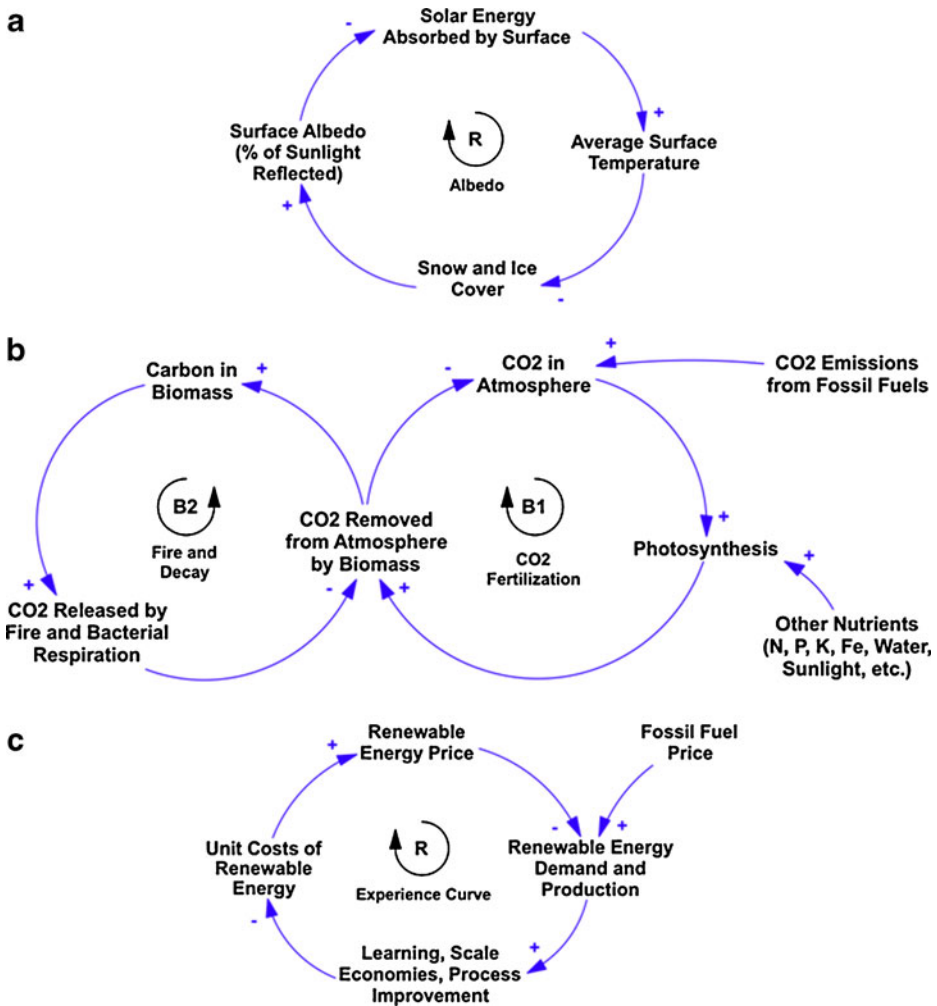 a
Solar Energy
Absorbed by Surface
-
+
Surface Albedo
(% of Sunlight
Reflected)
R
Albedo
Average Surface
Temperature
+
Snow and Ice
Cover
-
b
Carbon in
Biomass
+
-
CO2 in
Atmosphere
+
CO2 Emissions
from Fossil Fuels
B2
Fire and
Decay
CO2 Removed
from Atmosphere
by Biomass
B1
CO2
Fertilization
+
Photosynthesis
+
+
CO2 Released by
Fire and Bacterial
Respiration
-
+
Other Nutrients
(N, P, K, Fe, Water,
Sunlight, etc.)
c
+
Renewable
Energy Price
Fossil Fuel
Price
Unit Costs of
Renewable
Energy
R
Experience Curve
-
+
Renewable Energy
Demand and
Production
-
Learning, Scale
Economies, Process
Improvement
+